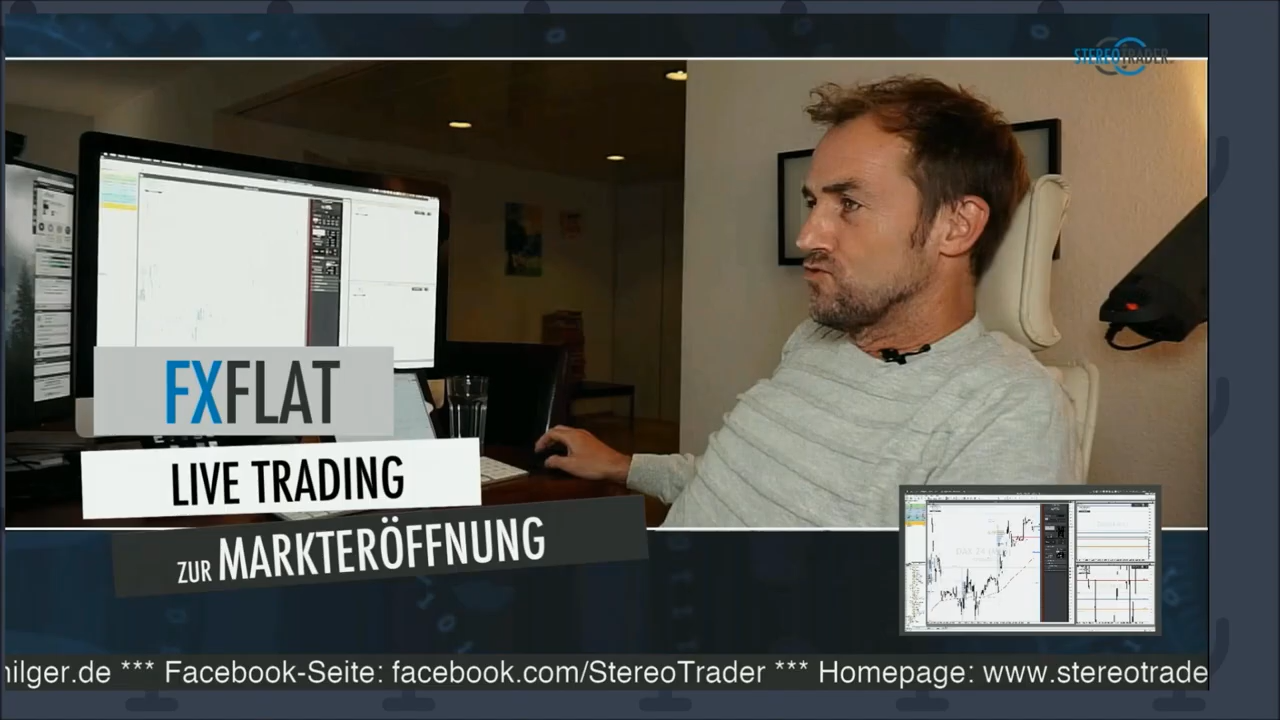 STEREOTRADER
FXFLAT
LIVE TRADING
ZUR MARKTERÖFFNUNG
hilger.de *** Facebook-Seite: facebook.com/StereoTrader *** Homepage: www.stereotrade